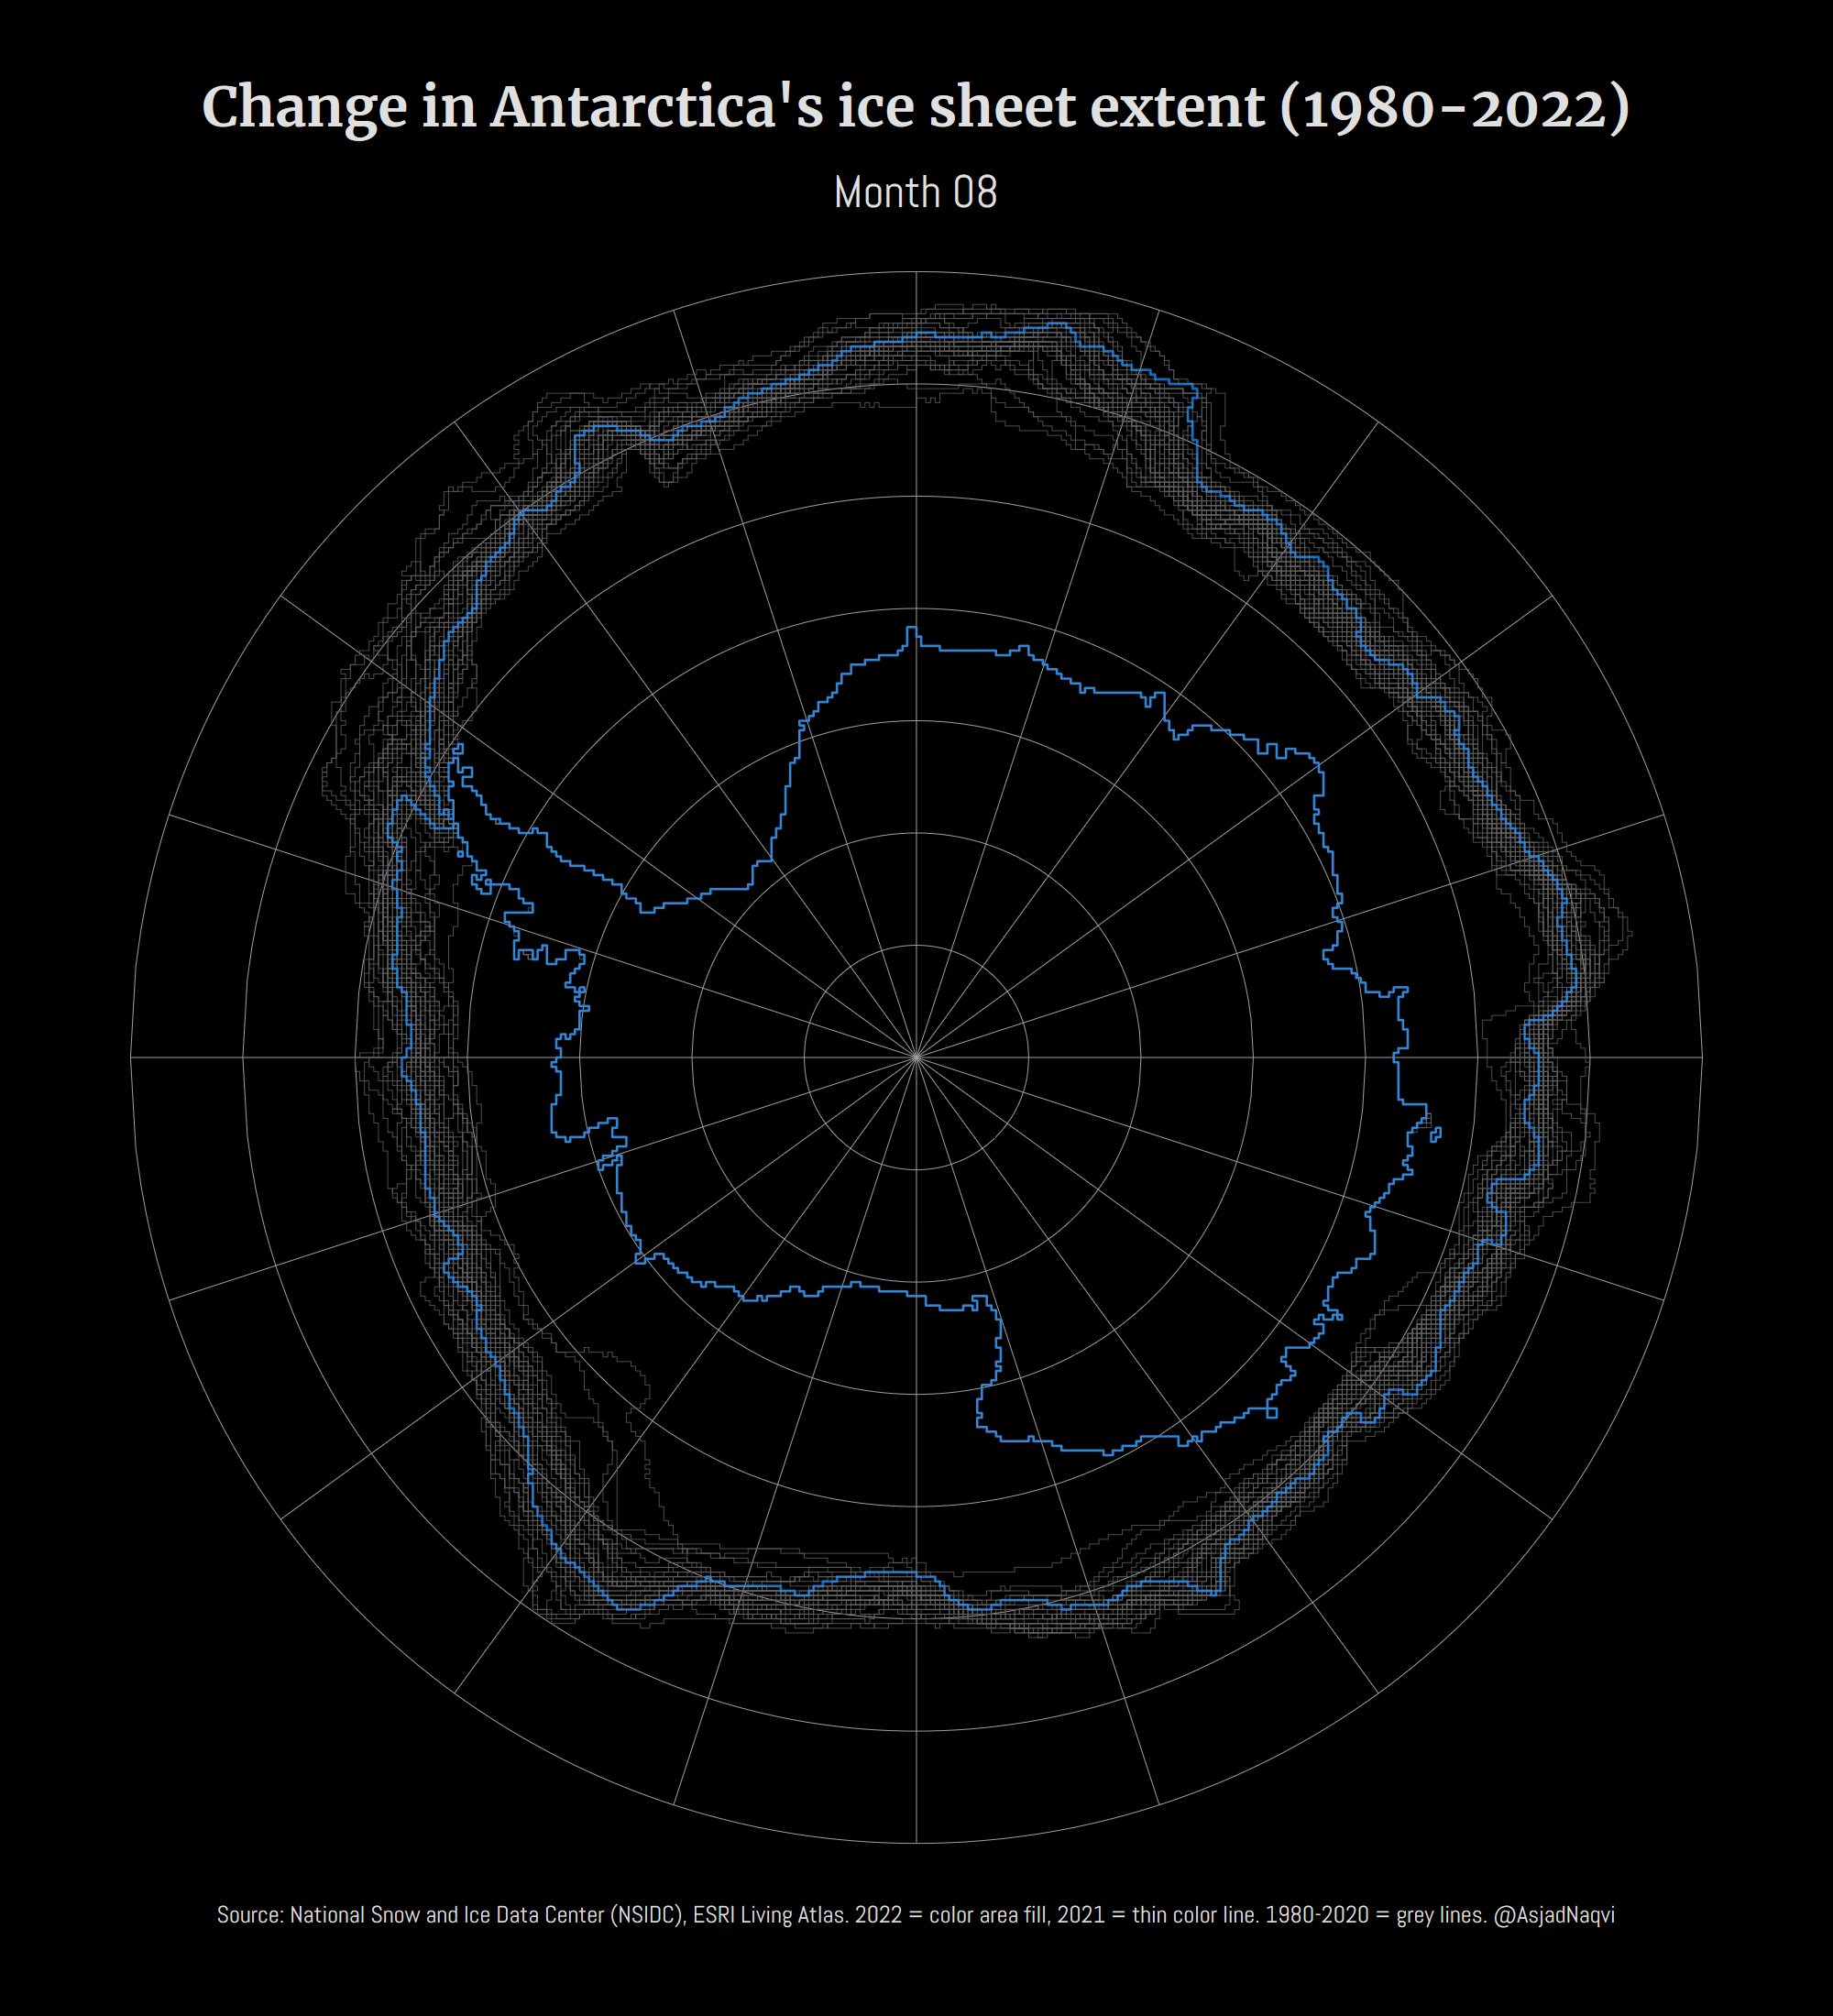 Change in Antarctica's ice sheet extent (1980-2022)
Month 08
Source: National Snow and Ice Data Center (NSIDC), ESRI Living Atlas. 2022 = color area fill, 2021 = thin color line. 1980-2020 = grey lines. @AsjadNaqvi